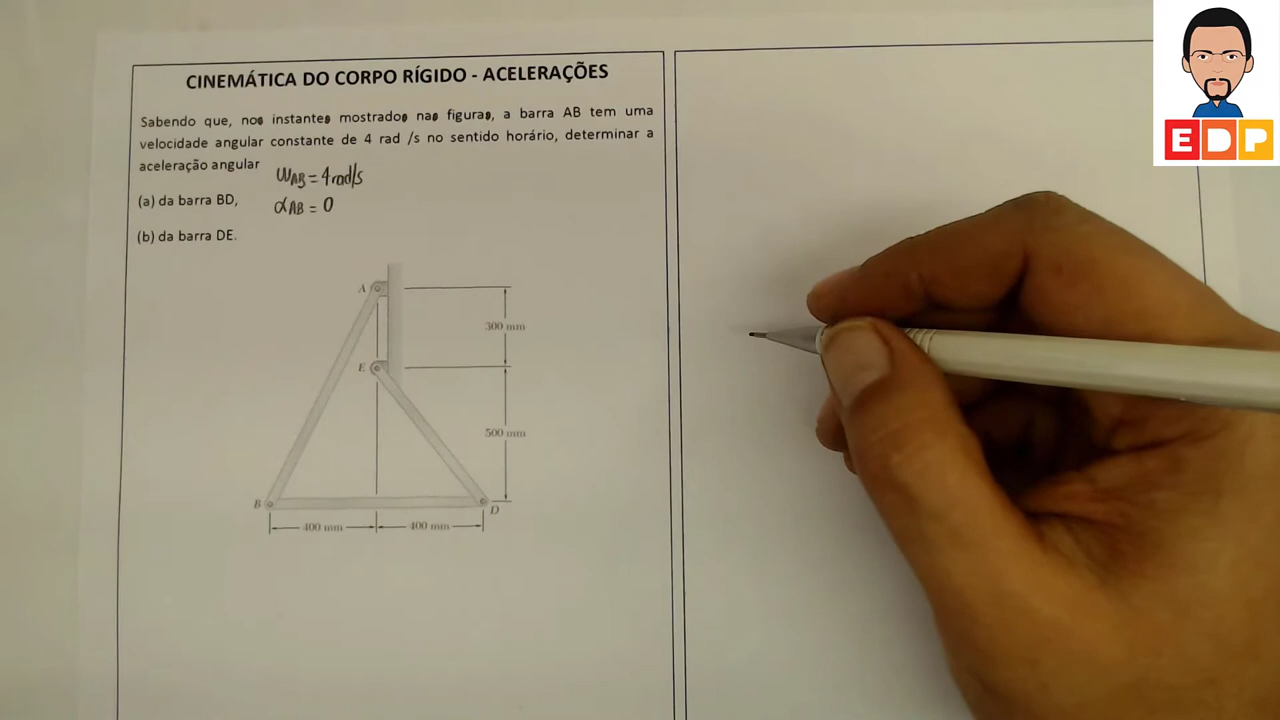 CINEMÁTICA DO CORPO RÍGIDO - ACELERAÇÕES
Sabendo que, nos instantes mostrados nas figuras, a barra AB tem uma
velocidade angular constante de 4 rad /s no sentido horário, determinar a
aceleração angular
ω_AB = 4 rad/s
(a) da barra BD,
α_AB = 0
(b) da barra DE.
A
300 mm
E
500 mm
B
D
400 mm
400 mm
EDP